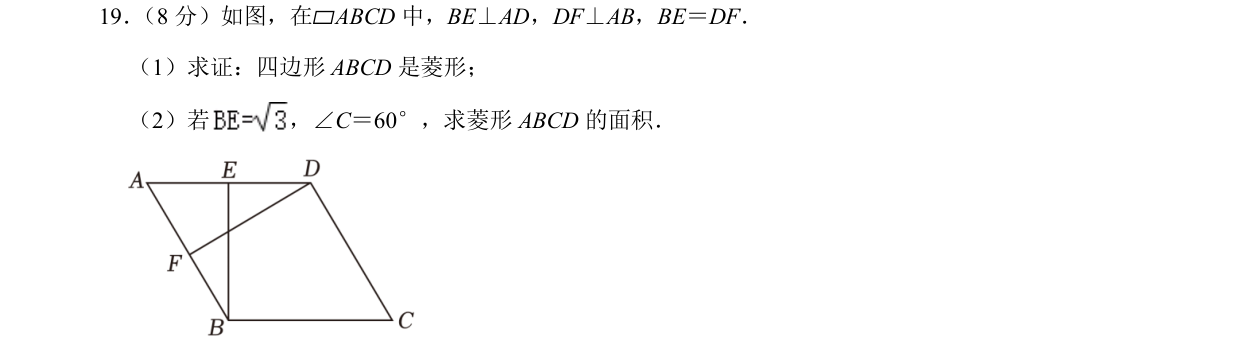 19.（8分）如图，在▱ABCD中，BE⊥AD，DF⊥AB，BE＝DF．
（1）求证：四边形ABCD是菱形；
（2）若BE=√3，∠C＝60°，求菱形ABCD的面积．
A E D
F
B C